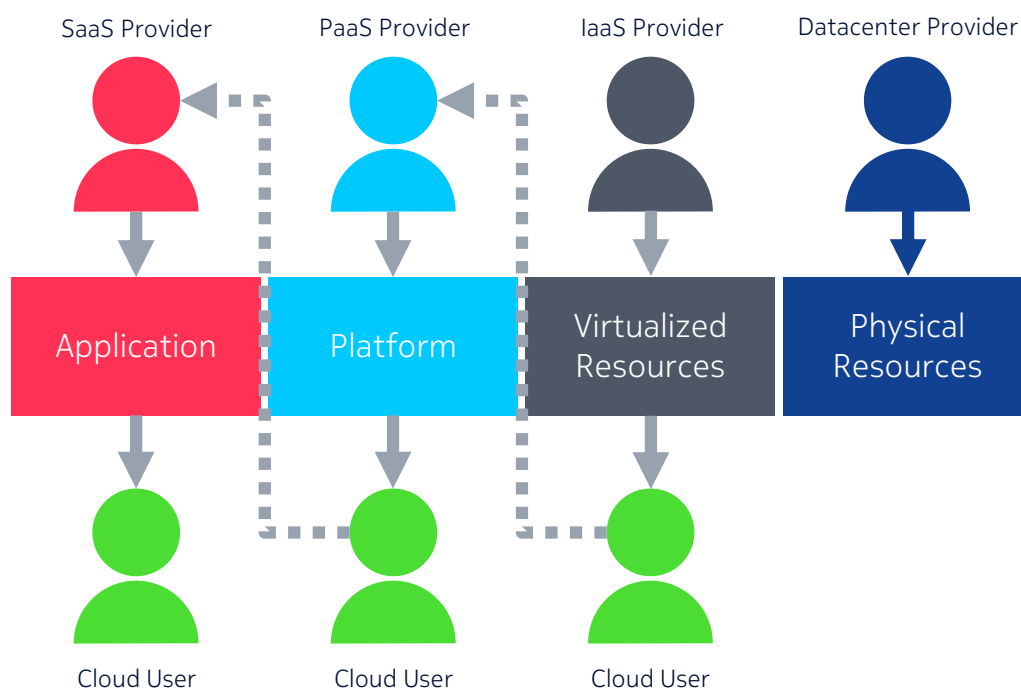 SaaS Provider
PaaS Provider
IaaS Provider
Datacenter Provider
Application
Platform
Virtualized
Resources
Physical
Resources
Cloud User
Cloud User
Cloud User